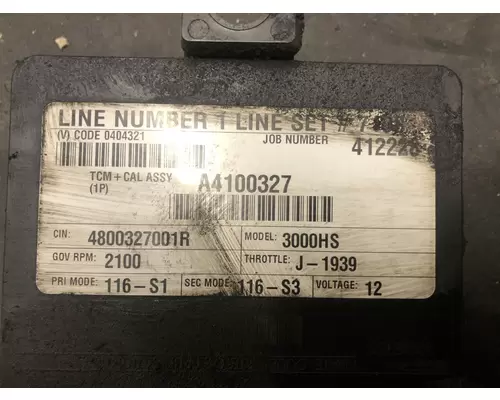 LINE NUMBER 1 LINE SET #
(V) CODE 0404321
JOB NUMBER
TCM + CAL ASSY A4100327
(1P)
CIN: 4800327001R MODEL: 3000HS
GOV RPM: 2100 THROTTLE: J-1939
PRI MODE: 116-S1 SEC MODE: 116-S3 VOLTAGE: 12